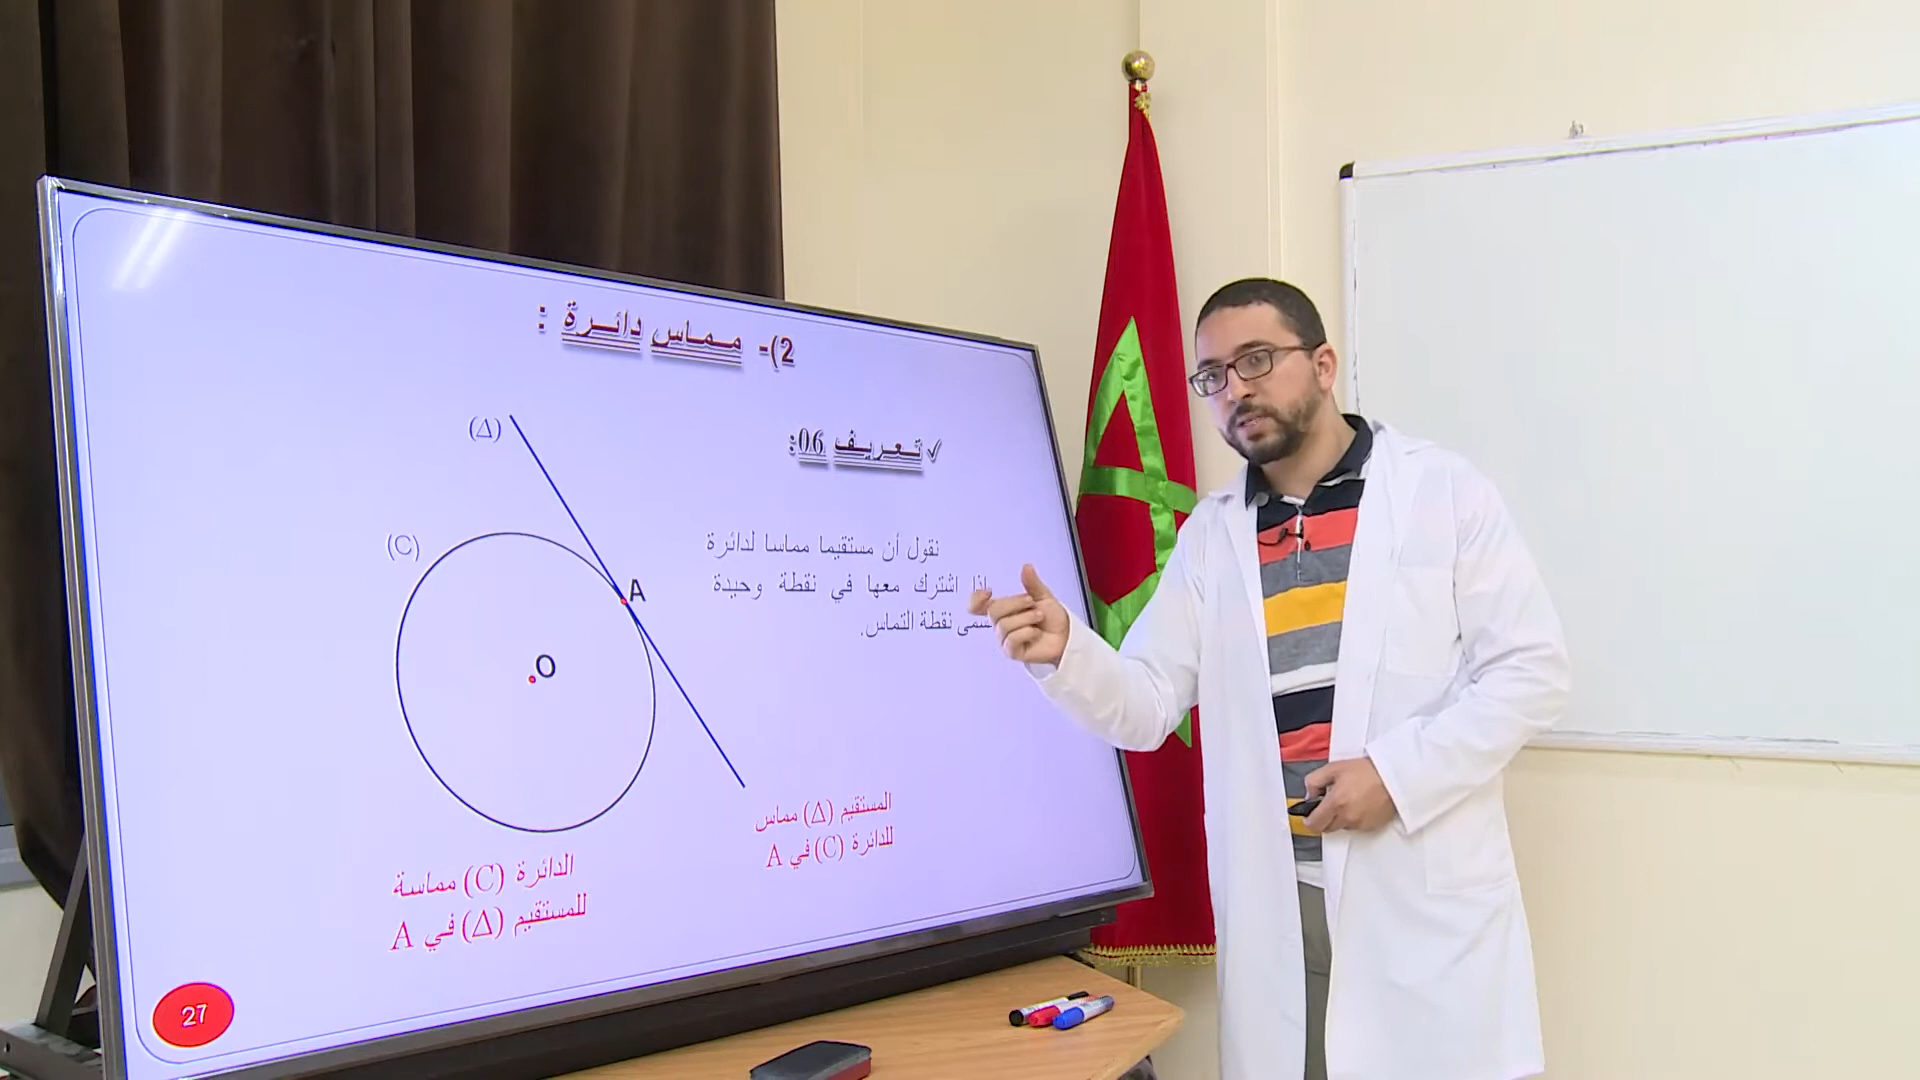 2)- مماس دائرة :
✓ تعريف 06:
نقول أن مستقيما مماسا لدائرة
إذا اشترك معها في نقطة وحيدة
تسمى نقطة التماس.
(Δ)
(C)
A
O
المستقيم (Δ) مماس
للدائرة (C) في A
الدائرة (C) مماسة
للمستقيم (Δ) في A
27